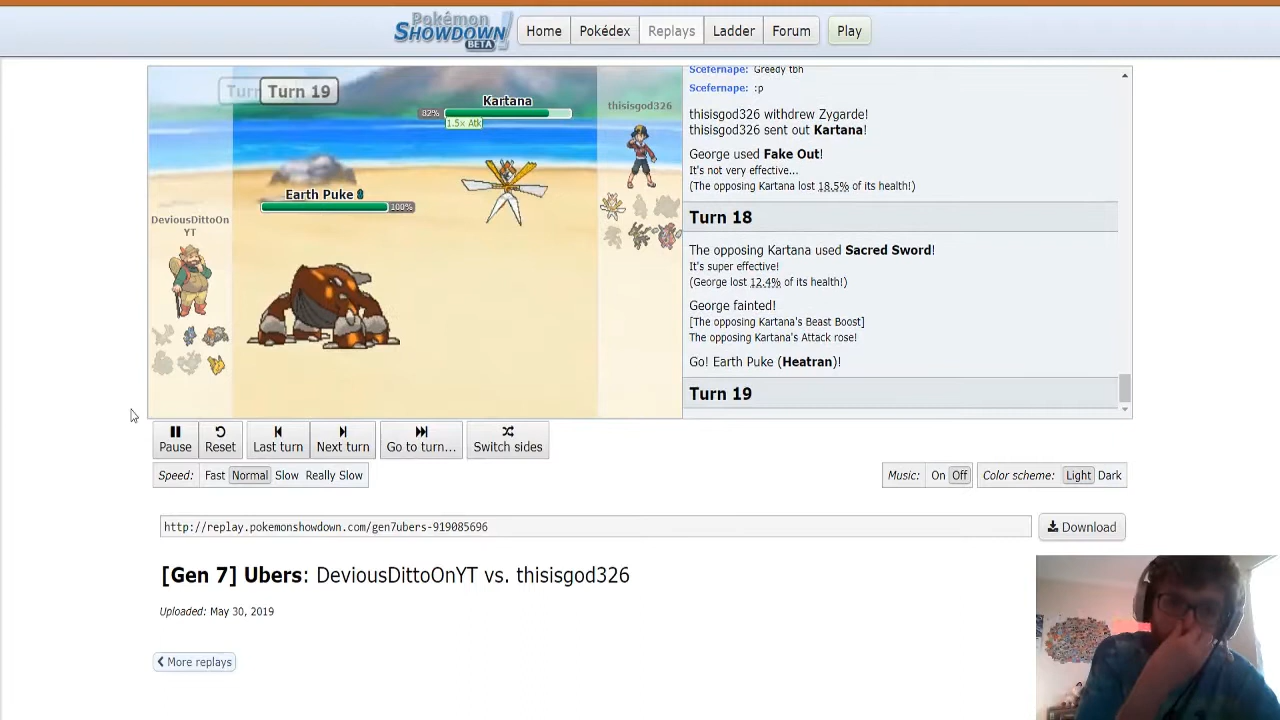 Pokémon
SHOWDOWN!
BETA
Home
Pokédex
Replays
Ladder
Forum
Play
Turn 19
82%
Kartana
1.5× Atk
thisisgod326
Earth Puke
100%
DeviousDittoOn
YT
Scefernape: Greedy tbh
Scefernape: :p
thisisgod326 withdrew Zygarde!
thisisgod326 sent out Kartana!
George used Fake Out!
It's not very effective...
(The opposing Kartana lost 18.5% of its health!)
Turn 18
The opposing Kartana used Sacred Sword!
It's super effective!
(George lost 12.4% of its health!)
George fainted!
[The opposing Kartana's Beast Boost]
The opposing Kartana's Attack rose!
Go! Earth Puke (Heatran)!
Turn 19
Pause
Reset
Last turn
Next turn
Go to turn...
Switch sides
Speed: Fast Normal Slow Really Slow
Music: On Off
Color scheme: Light Dark
http://replay.pokemonshowdown.com/gen7ubers-919085696
Download
[Gen 7] Ubers: DeviousDittoOnYT vs. thisisgod326
Uploaded: May 30, 2019
More replays